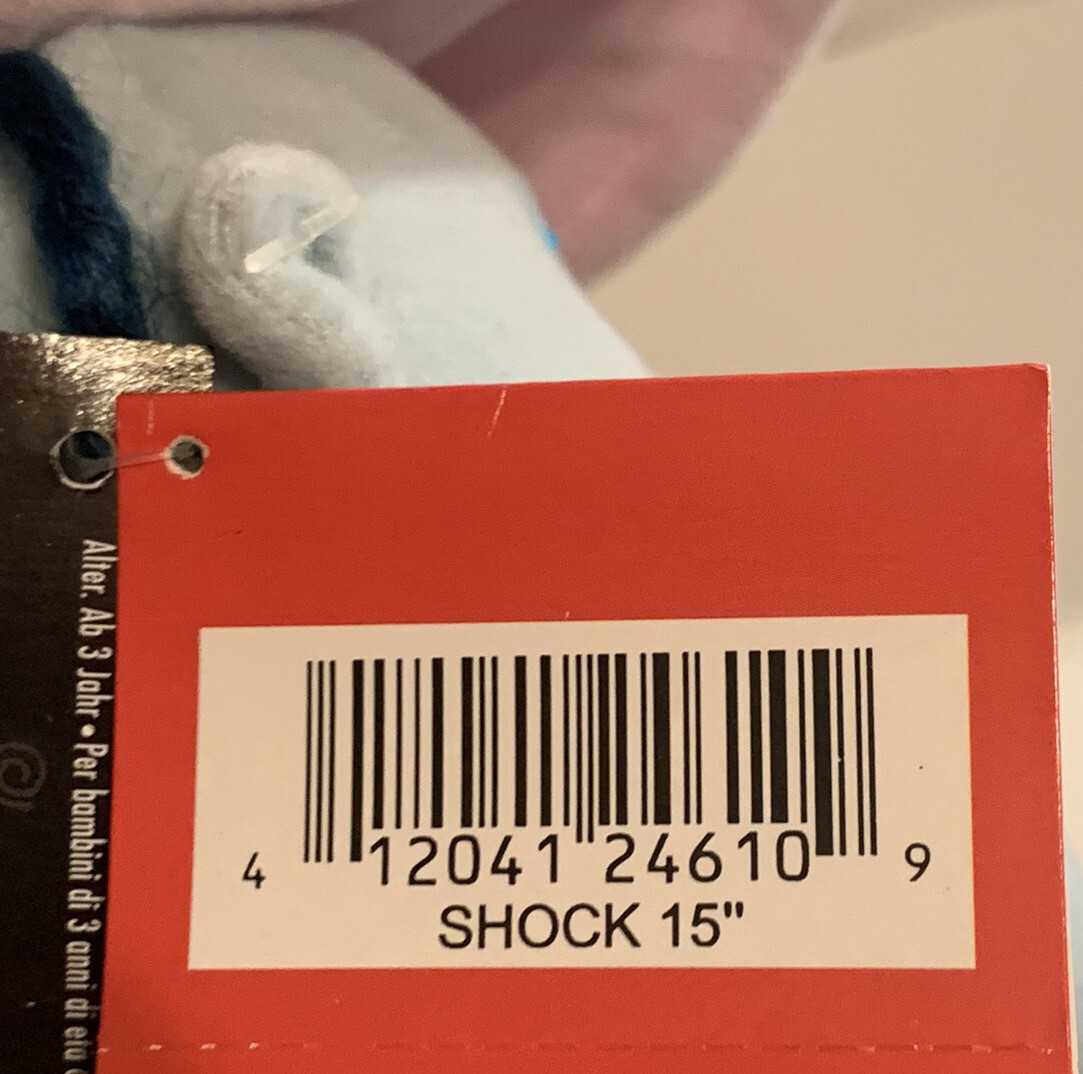 Alter. Ab 3 Jahr • Per bambini di 3 anni di età
4 12041 24610 9
SHOCK 15"